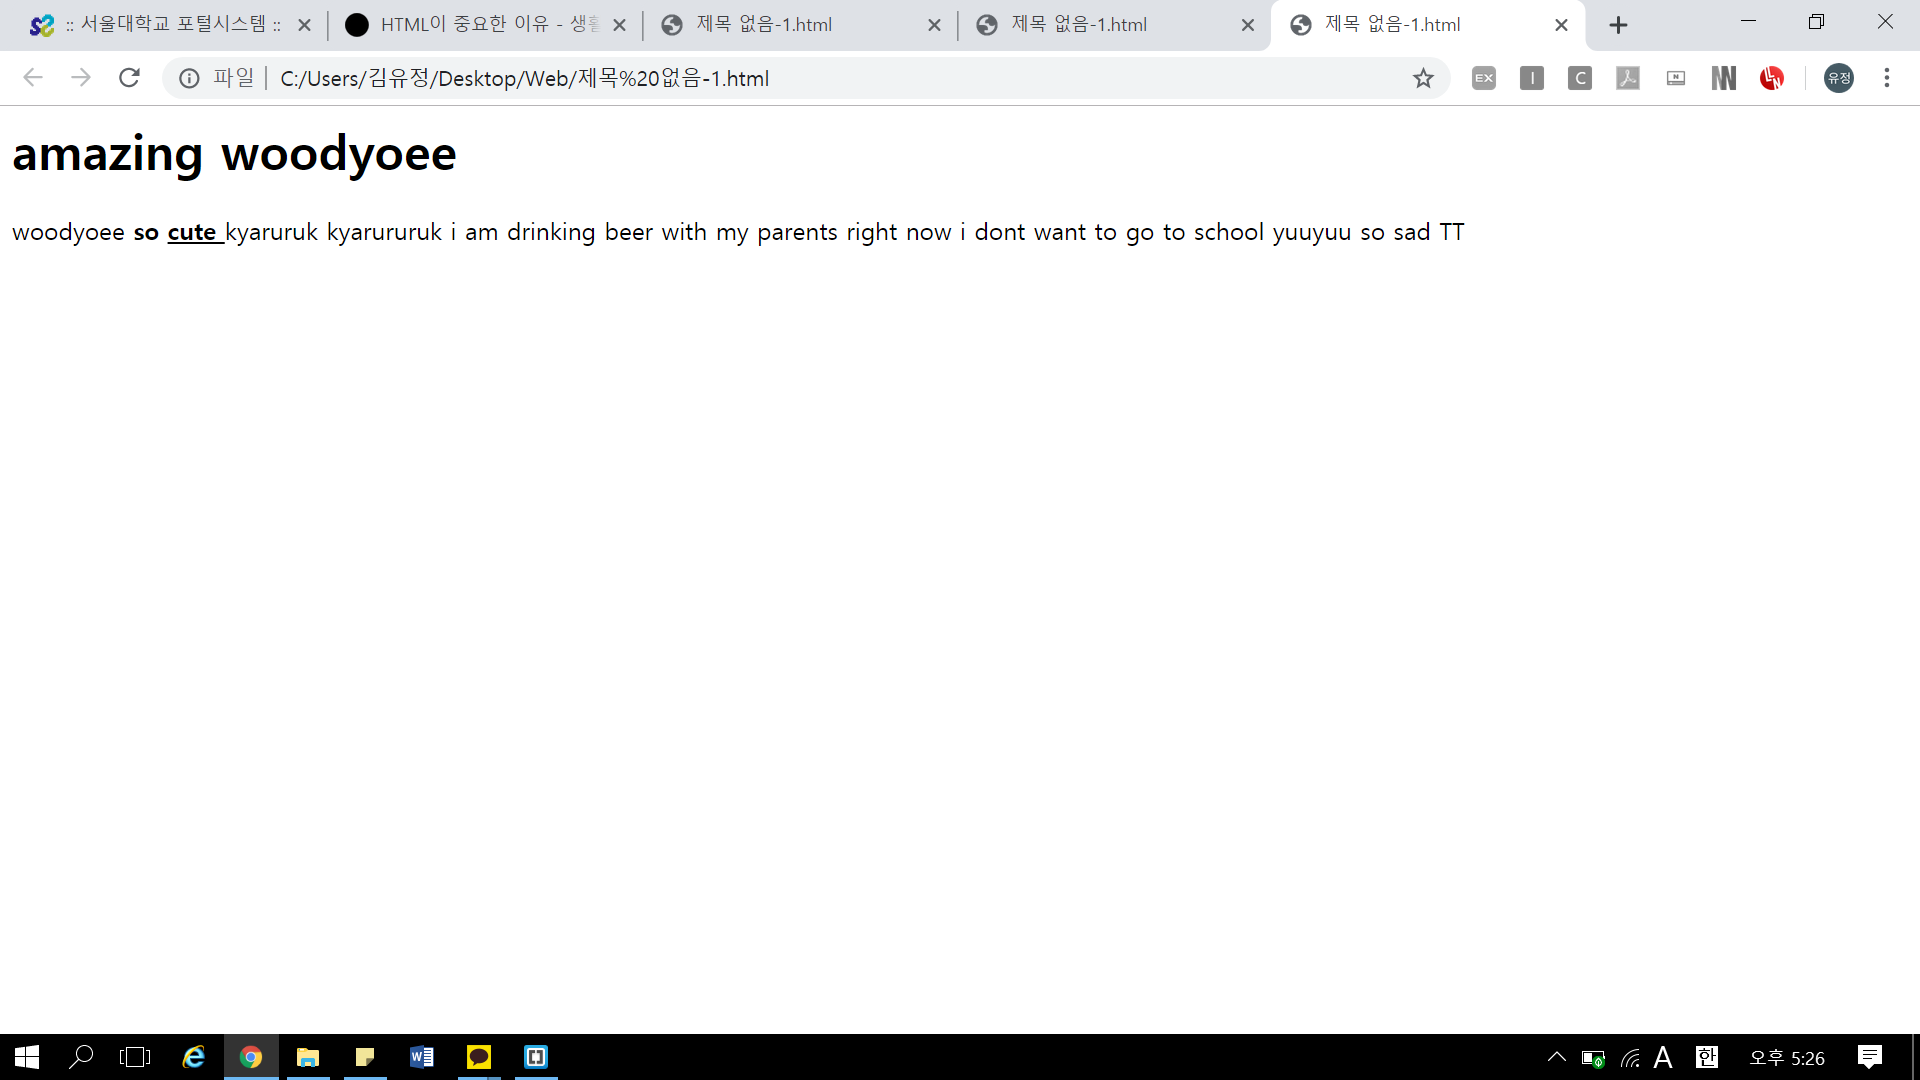 :: 서울대학교 포털시스템 ::
HTML이 중요한 이유 - 생활
제목 없음-1.html
제목 없음-1.html
제목 없음-1.html
파일 | C:/Users/김유정/Desktop/Web/제목%20없음-1.html
EX
I
C
N
N
LN
유정
amazing woodyoee
woodyoee so cute kyaruruk kyarururuk i am drinking beer with my parents right now i dont want to go to school yuuyuu so sad TT
A
한
오후 5:26